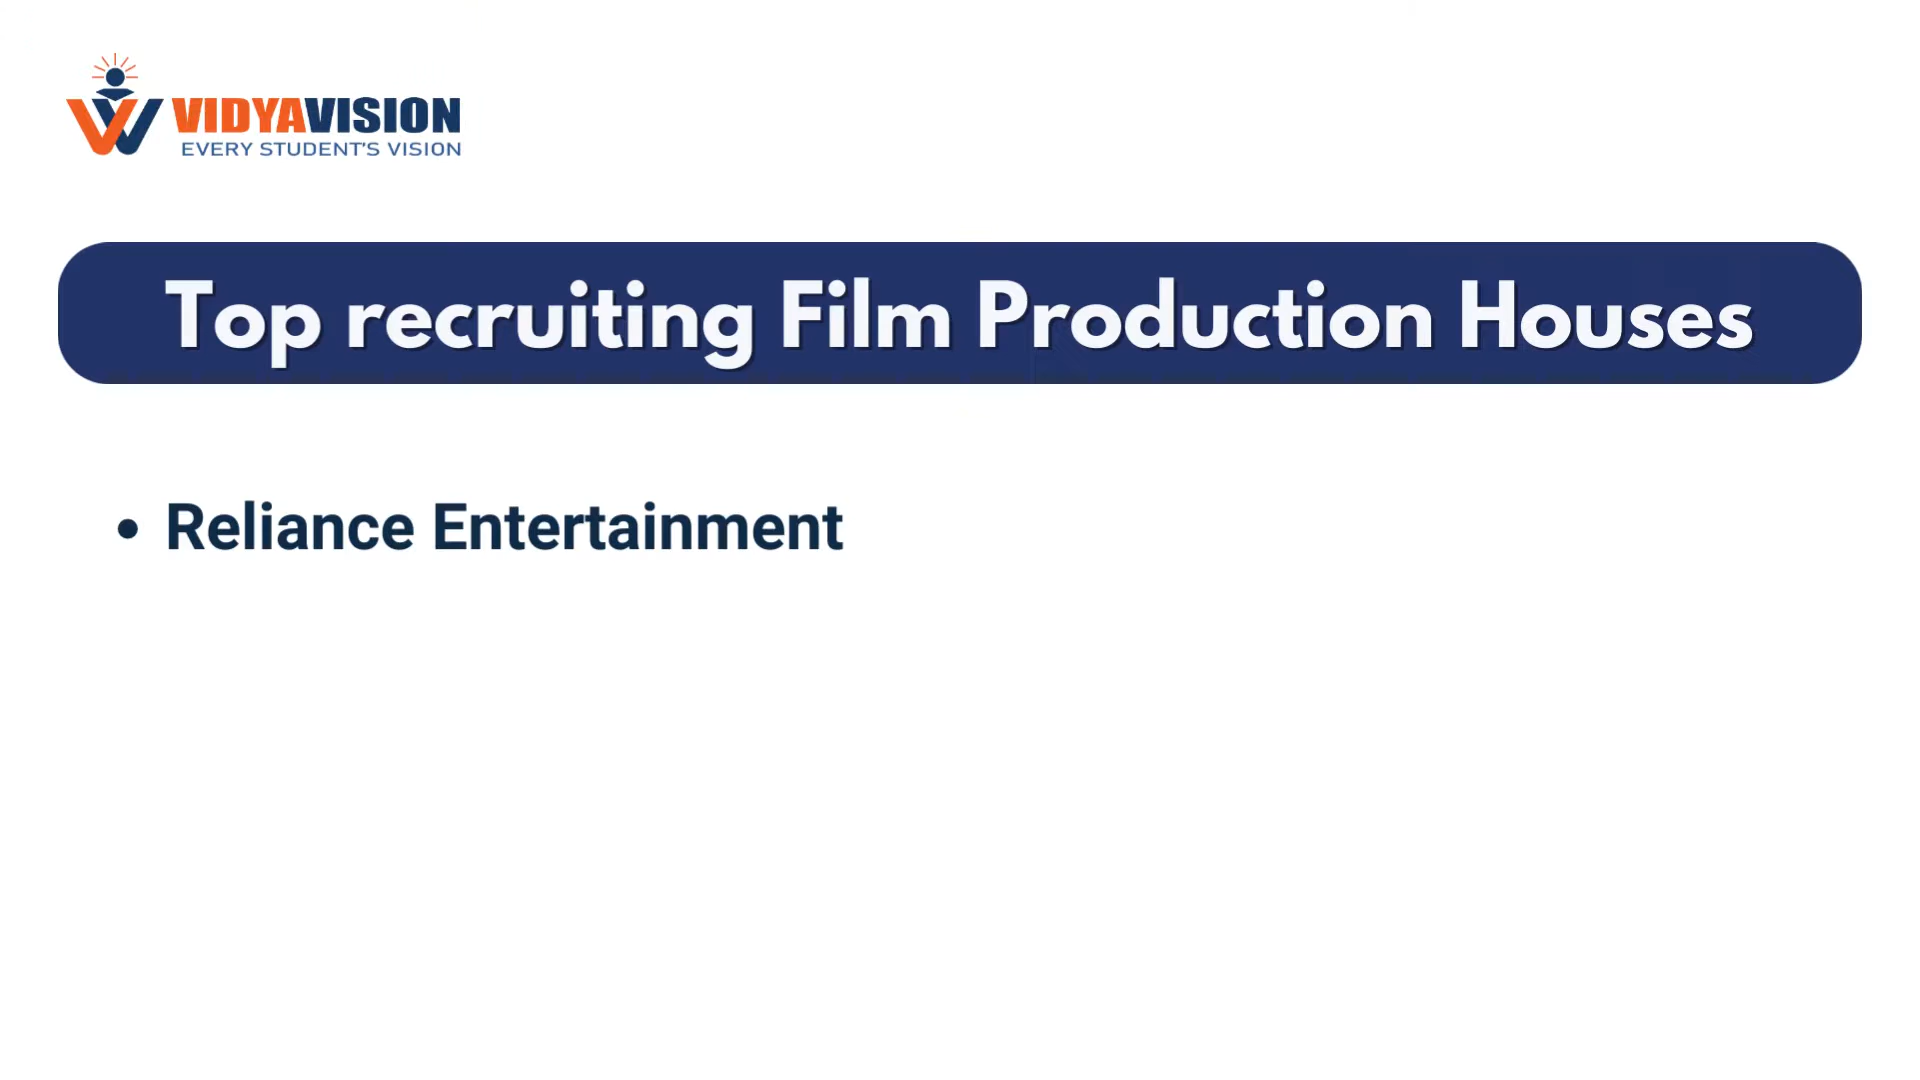 VIDYAVISION
EVERY STUDENT'S VISION
Top recruiting Film Production Houses
• Reliance Entertainment